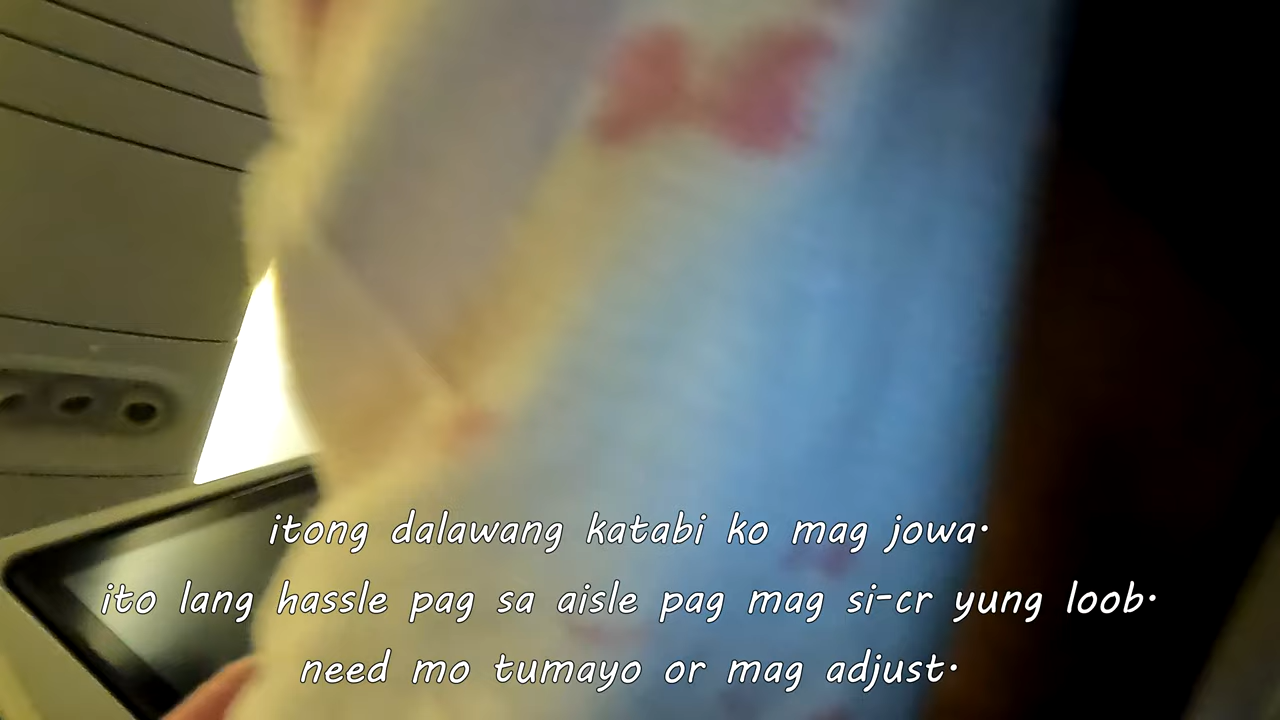 itong dalawang katabi ko mag jowa.
ito lang hassle pag sa aisle pag mag si-cr yung loob.
need mo tumayo or mag adjust.